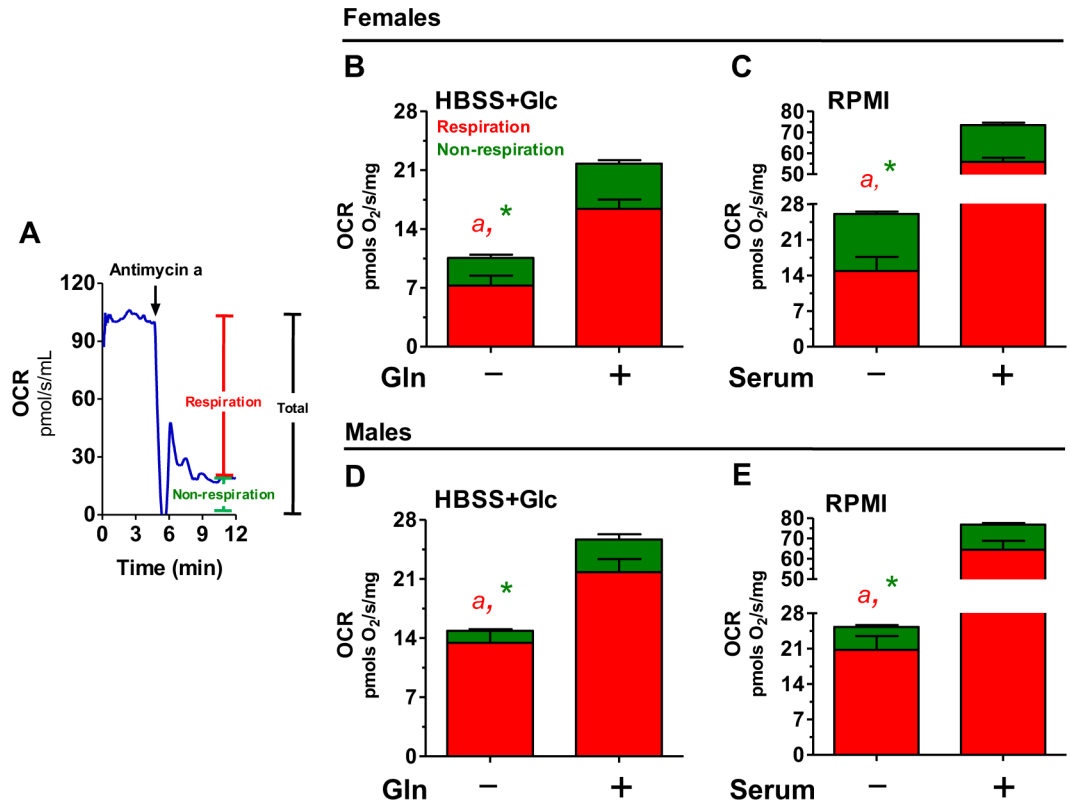 Females
A
Antimycin a
OCR
pmol/s/mL
120
90
60
30
0
0 3 6 9 12
Time (min)
Respiration
Non-respiration
Total
B
HBSS+Glc
Respiration
Non-respiration
OCR
pmols O2/s/mg
28
21
14
7
0
a, *
Gln − +
C
RPMI
OCR
pmols O2/s/mg
80
70
60
50
28
21
14
7
0
a, *
Serum − +
Males
D
HBSS+Glc
OCR
pmols O2/s/mg
28
21
14
7
0
a, *
Gln − +
E
RPMI
OCR
pmols O2/s/mg
80
70
60
50
28
21
14
7
0
a, *
Serum − +